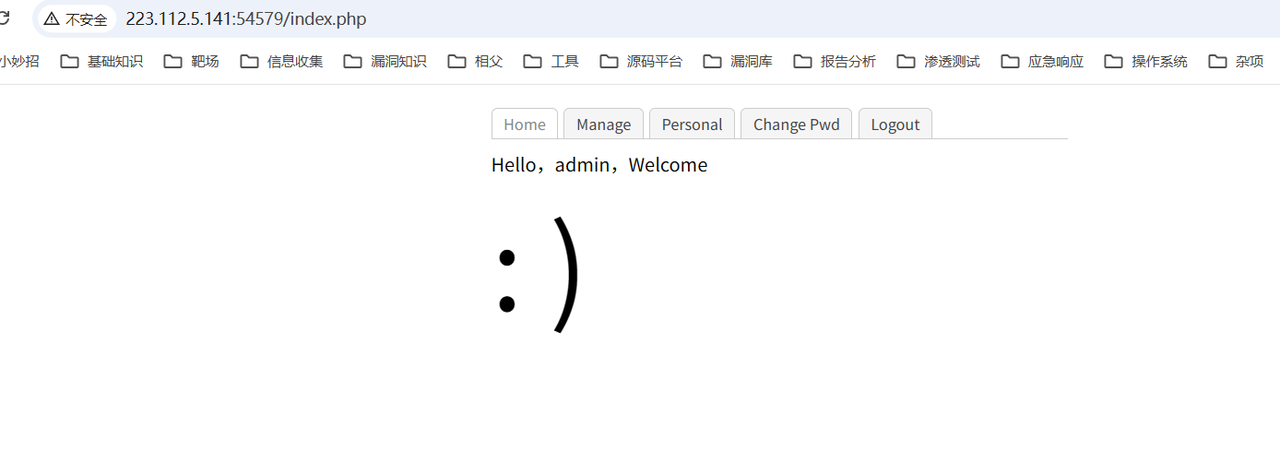 不安全 223.112.5.141:54579/index.php
小妙招 基础知识 靶场 信息收集 漏洞知识 相父 工具 源码平台 漏洞库 报告分析 渗透测试 应急响应 操作系统 杂项
Home Manage Personal Change Pwd Logout
Hello，admin，Welcome
:)